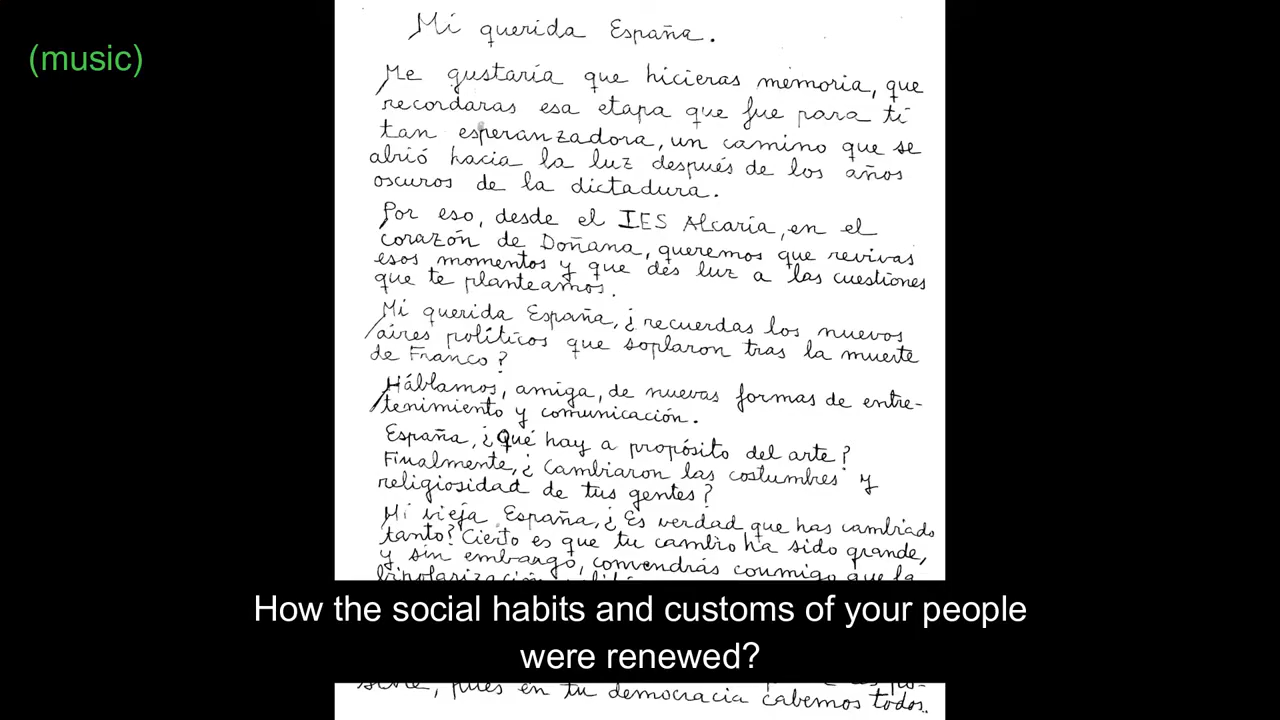 (music)
Mi querida España.
Me gustaría que hicieras memoria, que
recordaras esa etapa que fue para ti
tan esperanzadora, un camino que se
abrió hacia la luz después de los años
oscuros de la dictadura.
Por eso, desde el IES Alcaria, en el
corazón de Doñana, queremos que revivas
esos momentos y que des luz a las cuestiones
que te planteamos.
Mi querida España, ¿recuerdas los nuevos
aires políticos que soplaron tras la muerte
de Franco?
Háblamos, amiga, de nuevas formas de entre-
tenimiento y comunicación.
España, ¿Qué hay a propósito del arte?
Finalmente, ¿cambiaron las costumbres y
religiosidad de tus gentes?
Mi vieja España, ¿Es verdad que has cambiado
tanto? Cierto es que tu cambio ha sido grande,
y sin embargo, convendrás conmigo que la
How the social habits and customs of your people
were renewed?
pues en tu democracia cabemos todos.